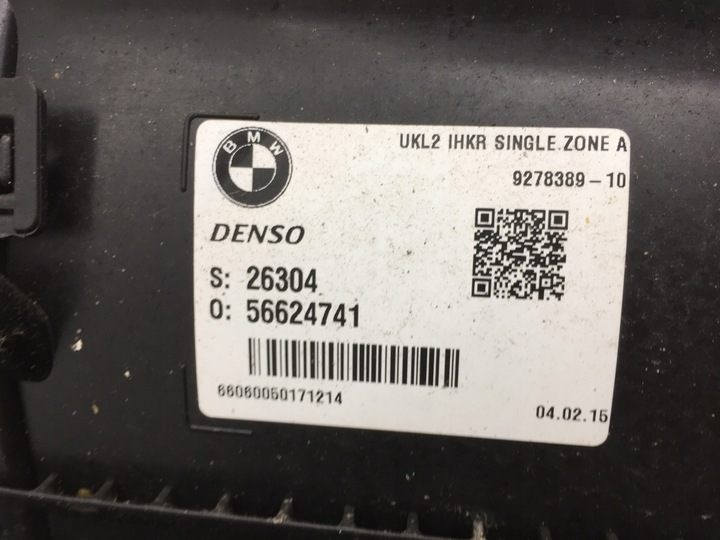 BMW
UKL2 IHKR SINGLE.ZONE A
9278389-10
DENSO
S: 26304
O: 56624741
66060050171214
04.02.15